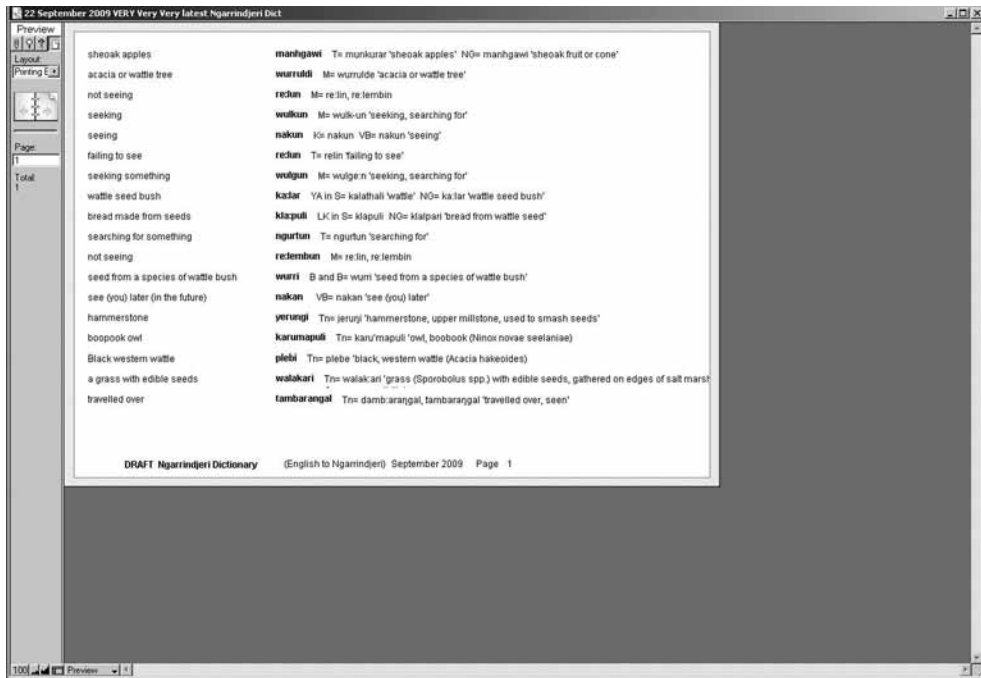 22 September 2009 VERY Very Very latest Ngarrindjeri Dict
Preview
Layout:
Printing E
Page:
1
Total:
1
sheoak apples manhgawi T= munkurar 'sheoak apples' NG= manhgawi 'sheoak fruit or cone'
acacia or wattle tree wurruldi M= wurrulde 'acacia or wattle tree'
not seeing re:lun M= re:lin, re:lembin
seeking wulkun M= wulk-un 'seeking, searching for'
seeing nakun K= nakun VB= nakun 'seeing'
failing to see re:lun T= relin 'failing to see'
seeking something wulgun M= wulge:n 'seeking, searching for'
wattle seed bush ka:lar YA in S= kalathali 'wattle' NG= ka:lar 'wattle seed bush'
bread made from seeds kla:puli LK in S= klapuli NG= klalpari 'bread from wattle seed'
searching for something ngurtun T= ngurtun 'searching for'
not seeing re:lembun M= re:lin, re:lembin
seed from a species of wattle bush wurri B and B= wurri 'seed from a species of wattle bush'
see (you) later (in the future) nakan VB= nakan 'see (you) later'
hammerstone yerungi Tn= jeruŋi 'hammerstone, upper millstone, used to smash seeds'
boopook owl karumapuli Tn= karu'mapuli 'owl, boobook (Ninox novae seelaniae)
Black western wattle plebi Tn= plebe 'black, western wattle (Acacia hakeoides)
a grass with edible seeds walakari Tn= walak:ari 'grass (Sporobolus spp.) with edible seeds, gathered on edges of salt marsh
travelled over tambarangal Tn= damb:araŋgal, tambaraŋgal 'travelled over, seen'
DRAFT Ngarrindjeri Dictionary (English to Ngarrindjeri) September 2009 Page 1
100 Preview